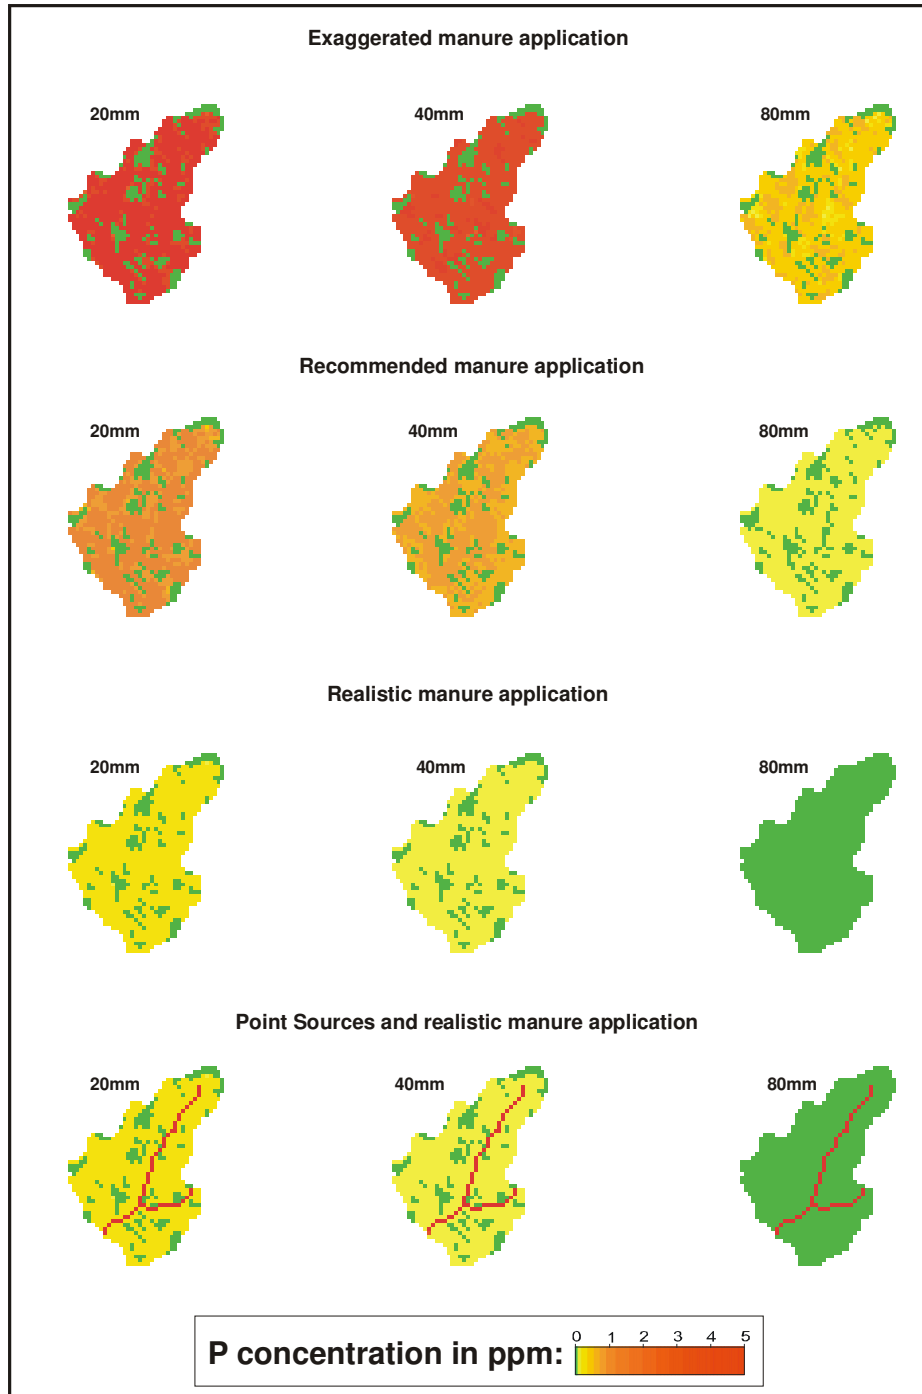 Exaggerated manure application
20mm
40mm
80mm
Recommended manure application
20mm
40mm
80mm
Realistic manure application
20mm
40mm
80mm
Point Sources and realistic manure application
20mm
40mm
80mm
P concentration in ppm: 0 1 2 3 4 5